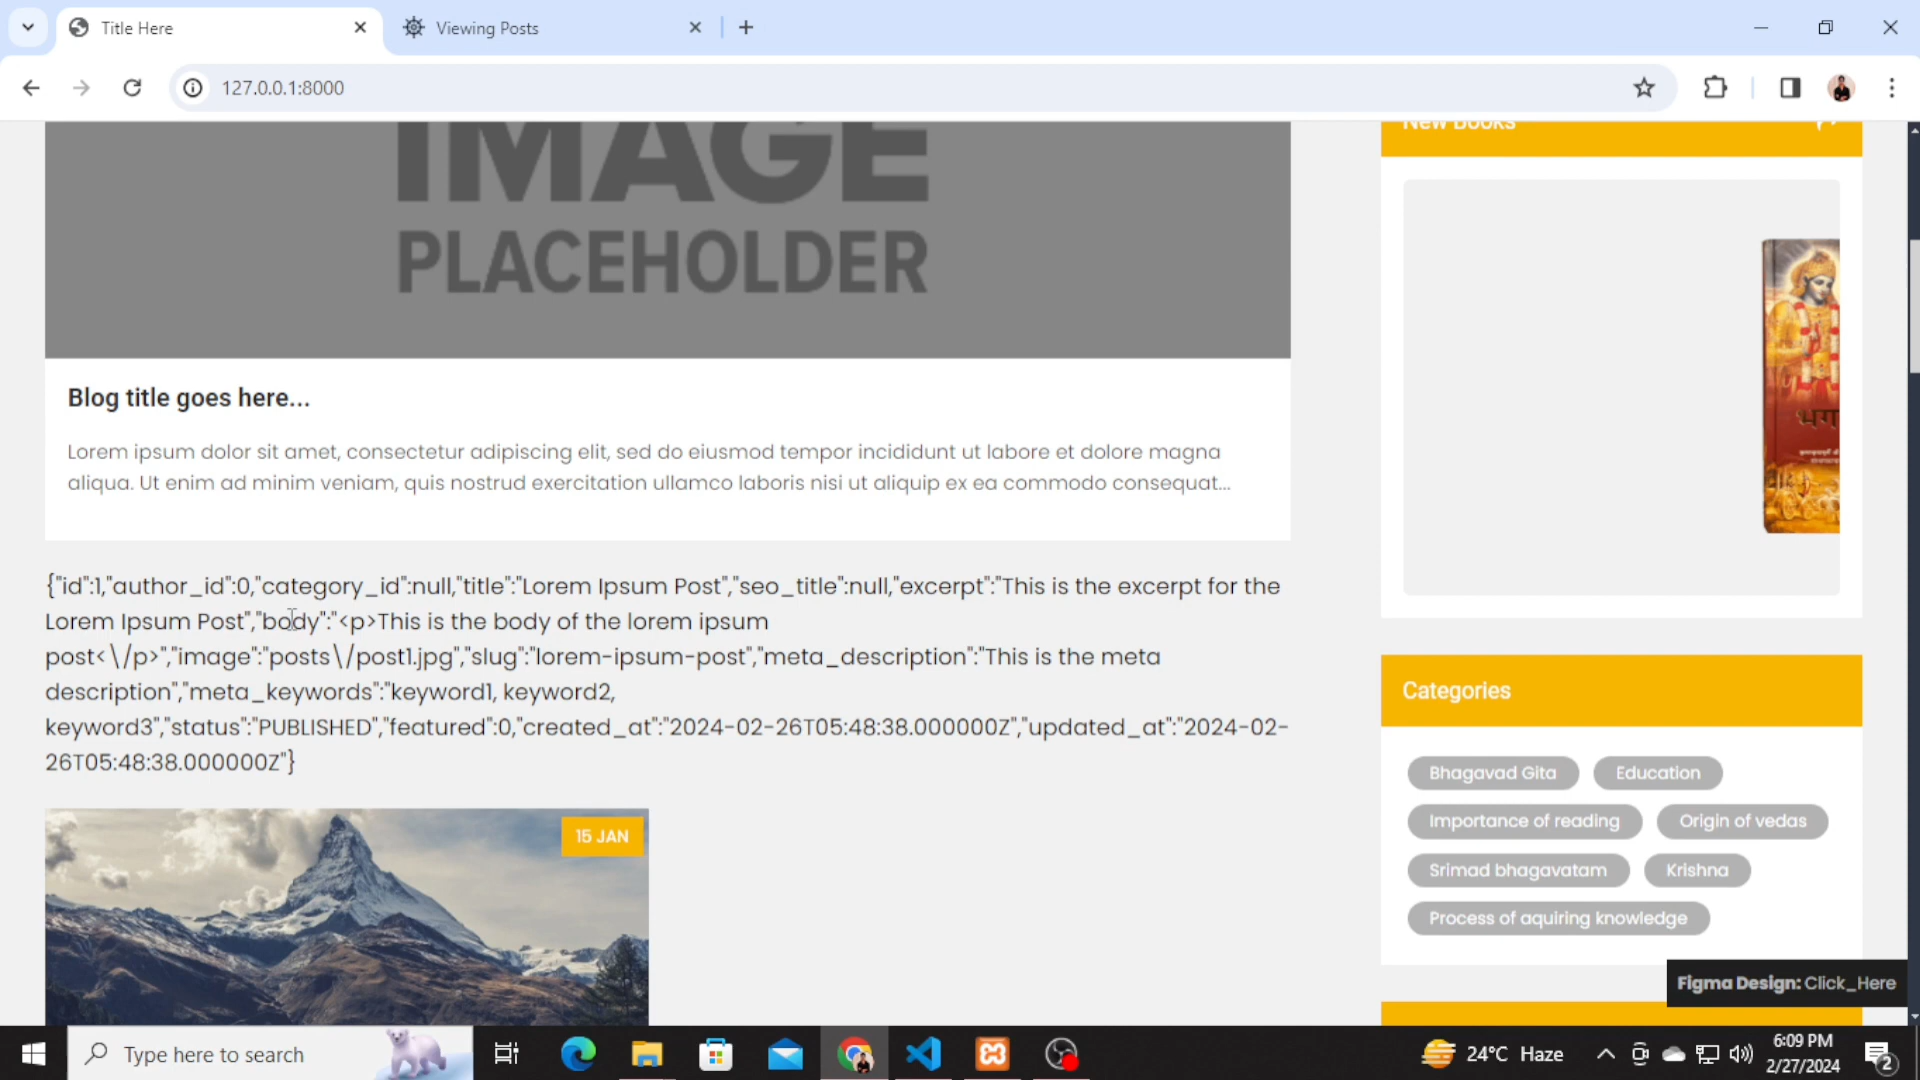 Title Here
Viewing Posts
127.0.0.1:8000
IMAGE
PLACEHOLDER
Blog title goes here...
Lorem ipsum dolor sit amet, consectetur adipiscing elit, sed do eiusmod tempor incididunt ut labore et dolore magna
aliqua. Ut enim ad minim veniam, quis nostrud exercitation ullamco laboris nisi ut aliquip ex ea commodo consequat...
{"id":1,"author_id":0,"category_id":null,"title":"Lorem Ipsum Post","seo_title":null,"excerpt":"This is the excerpt for the
Lorem Ipsum Post","body":"<p>This is the body of the lorem ipsum
post<\/p>","image":"posts\/post1.jpg","slug":"lorem-ipsum-post","meta_description":"This is the meta
description","meta_keywords":"keyword1, keyword2,
keyword3","status":"PUBLISHED","featured":0,"created_at":"2024-02-26T05:48:38.000000Z","updated_at":"2024-02-
26T05:48:38.000000Z"}
15 JAN
New Books
Categories
Bhagavad Gita
Education
Importance of reading
Origin of vedas
Srimad bhagavatam
Krishna
Process of aquiring knowledge
Figma Design: Click_Here
Type here to search
24°C Haze
6:09 PM
2/27/2024
2